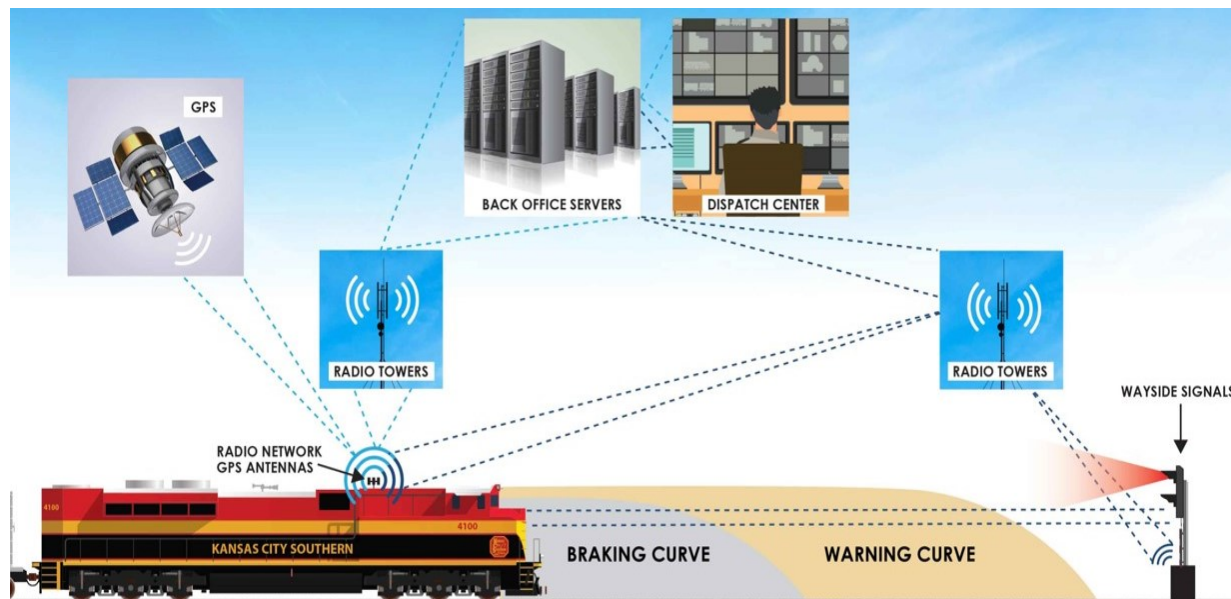 GPS
BACK OFFICE SERVERS
DISPATCH CENTER
RADIO TOWERS
RADIO TOWERS
WAYSIDE SIGNALS
RADIO NETWORK
GPS ANTENNAS
4100
4100
KANSAS CITY SOUTHERN
BRAKING CURVE
WARNING CURVE